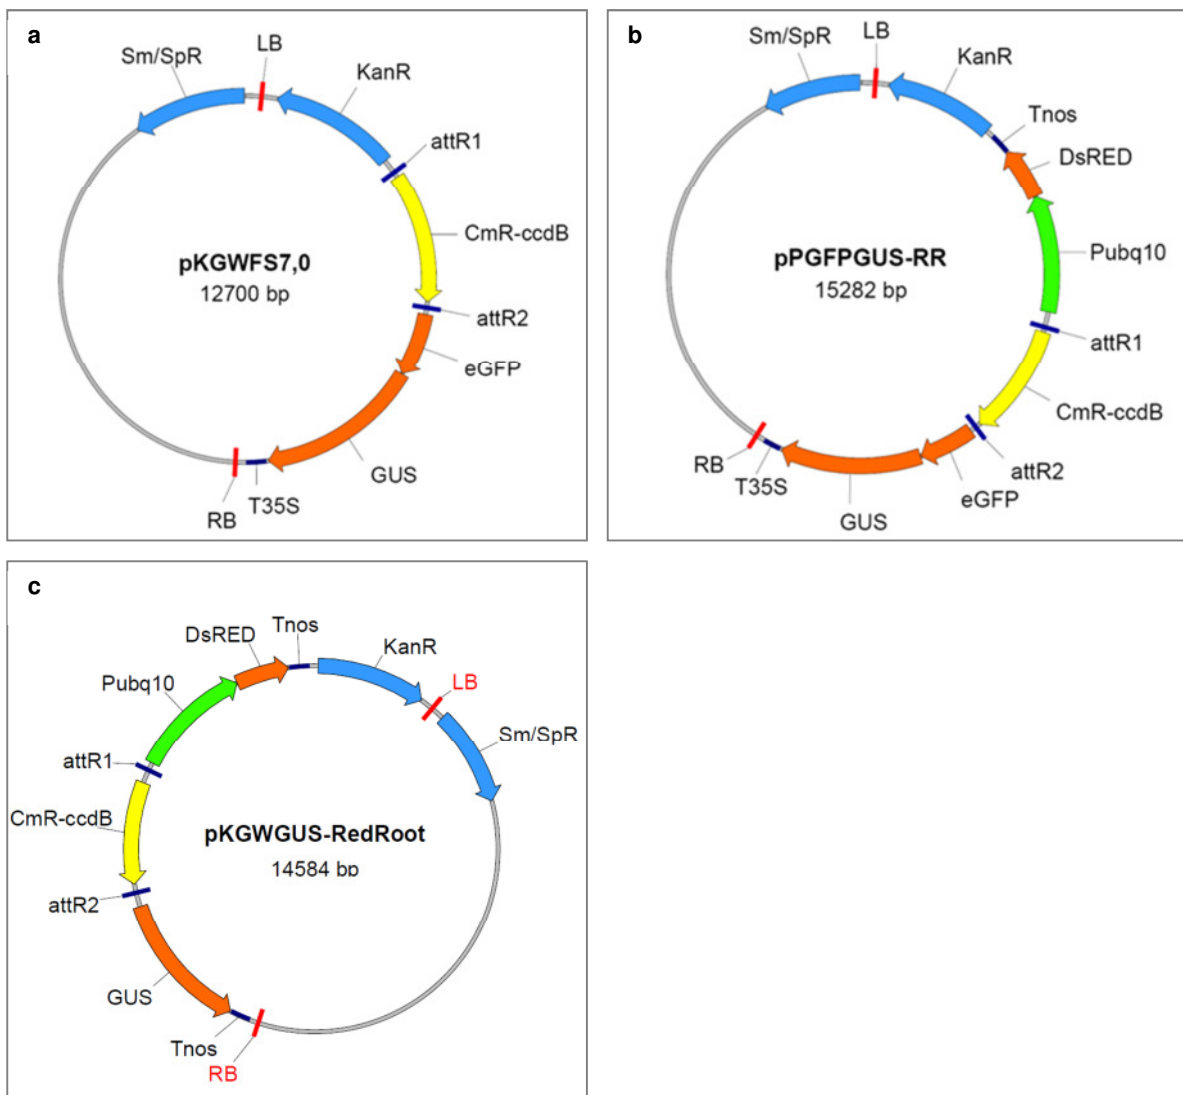 a
LB
Sm/SpR
KanR
attR1
CmR-ccdB
pKGWFS7,0
12700 bp
attR2
eGFP
GUS
T35S
RB
b
LB
Sm/SpR
KanR
Tnos
DsRED
Pubq10
pPGFPGUS-RR
15282 bp
attR1
CmR-ccdB
attR2
eGFP
GUS
T35S
RB
c
Tnos
DsRED
KanR
LB
Pubq10
Sm/SpR
attR1
CmR-ccdB
pKGWGUS-RedRoot
14584 bp
attR2
GUS
Tnos
RB